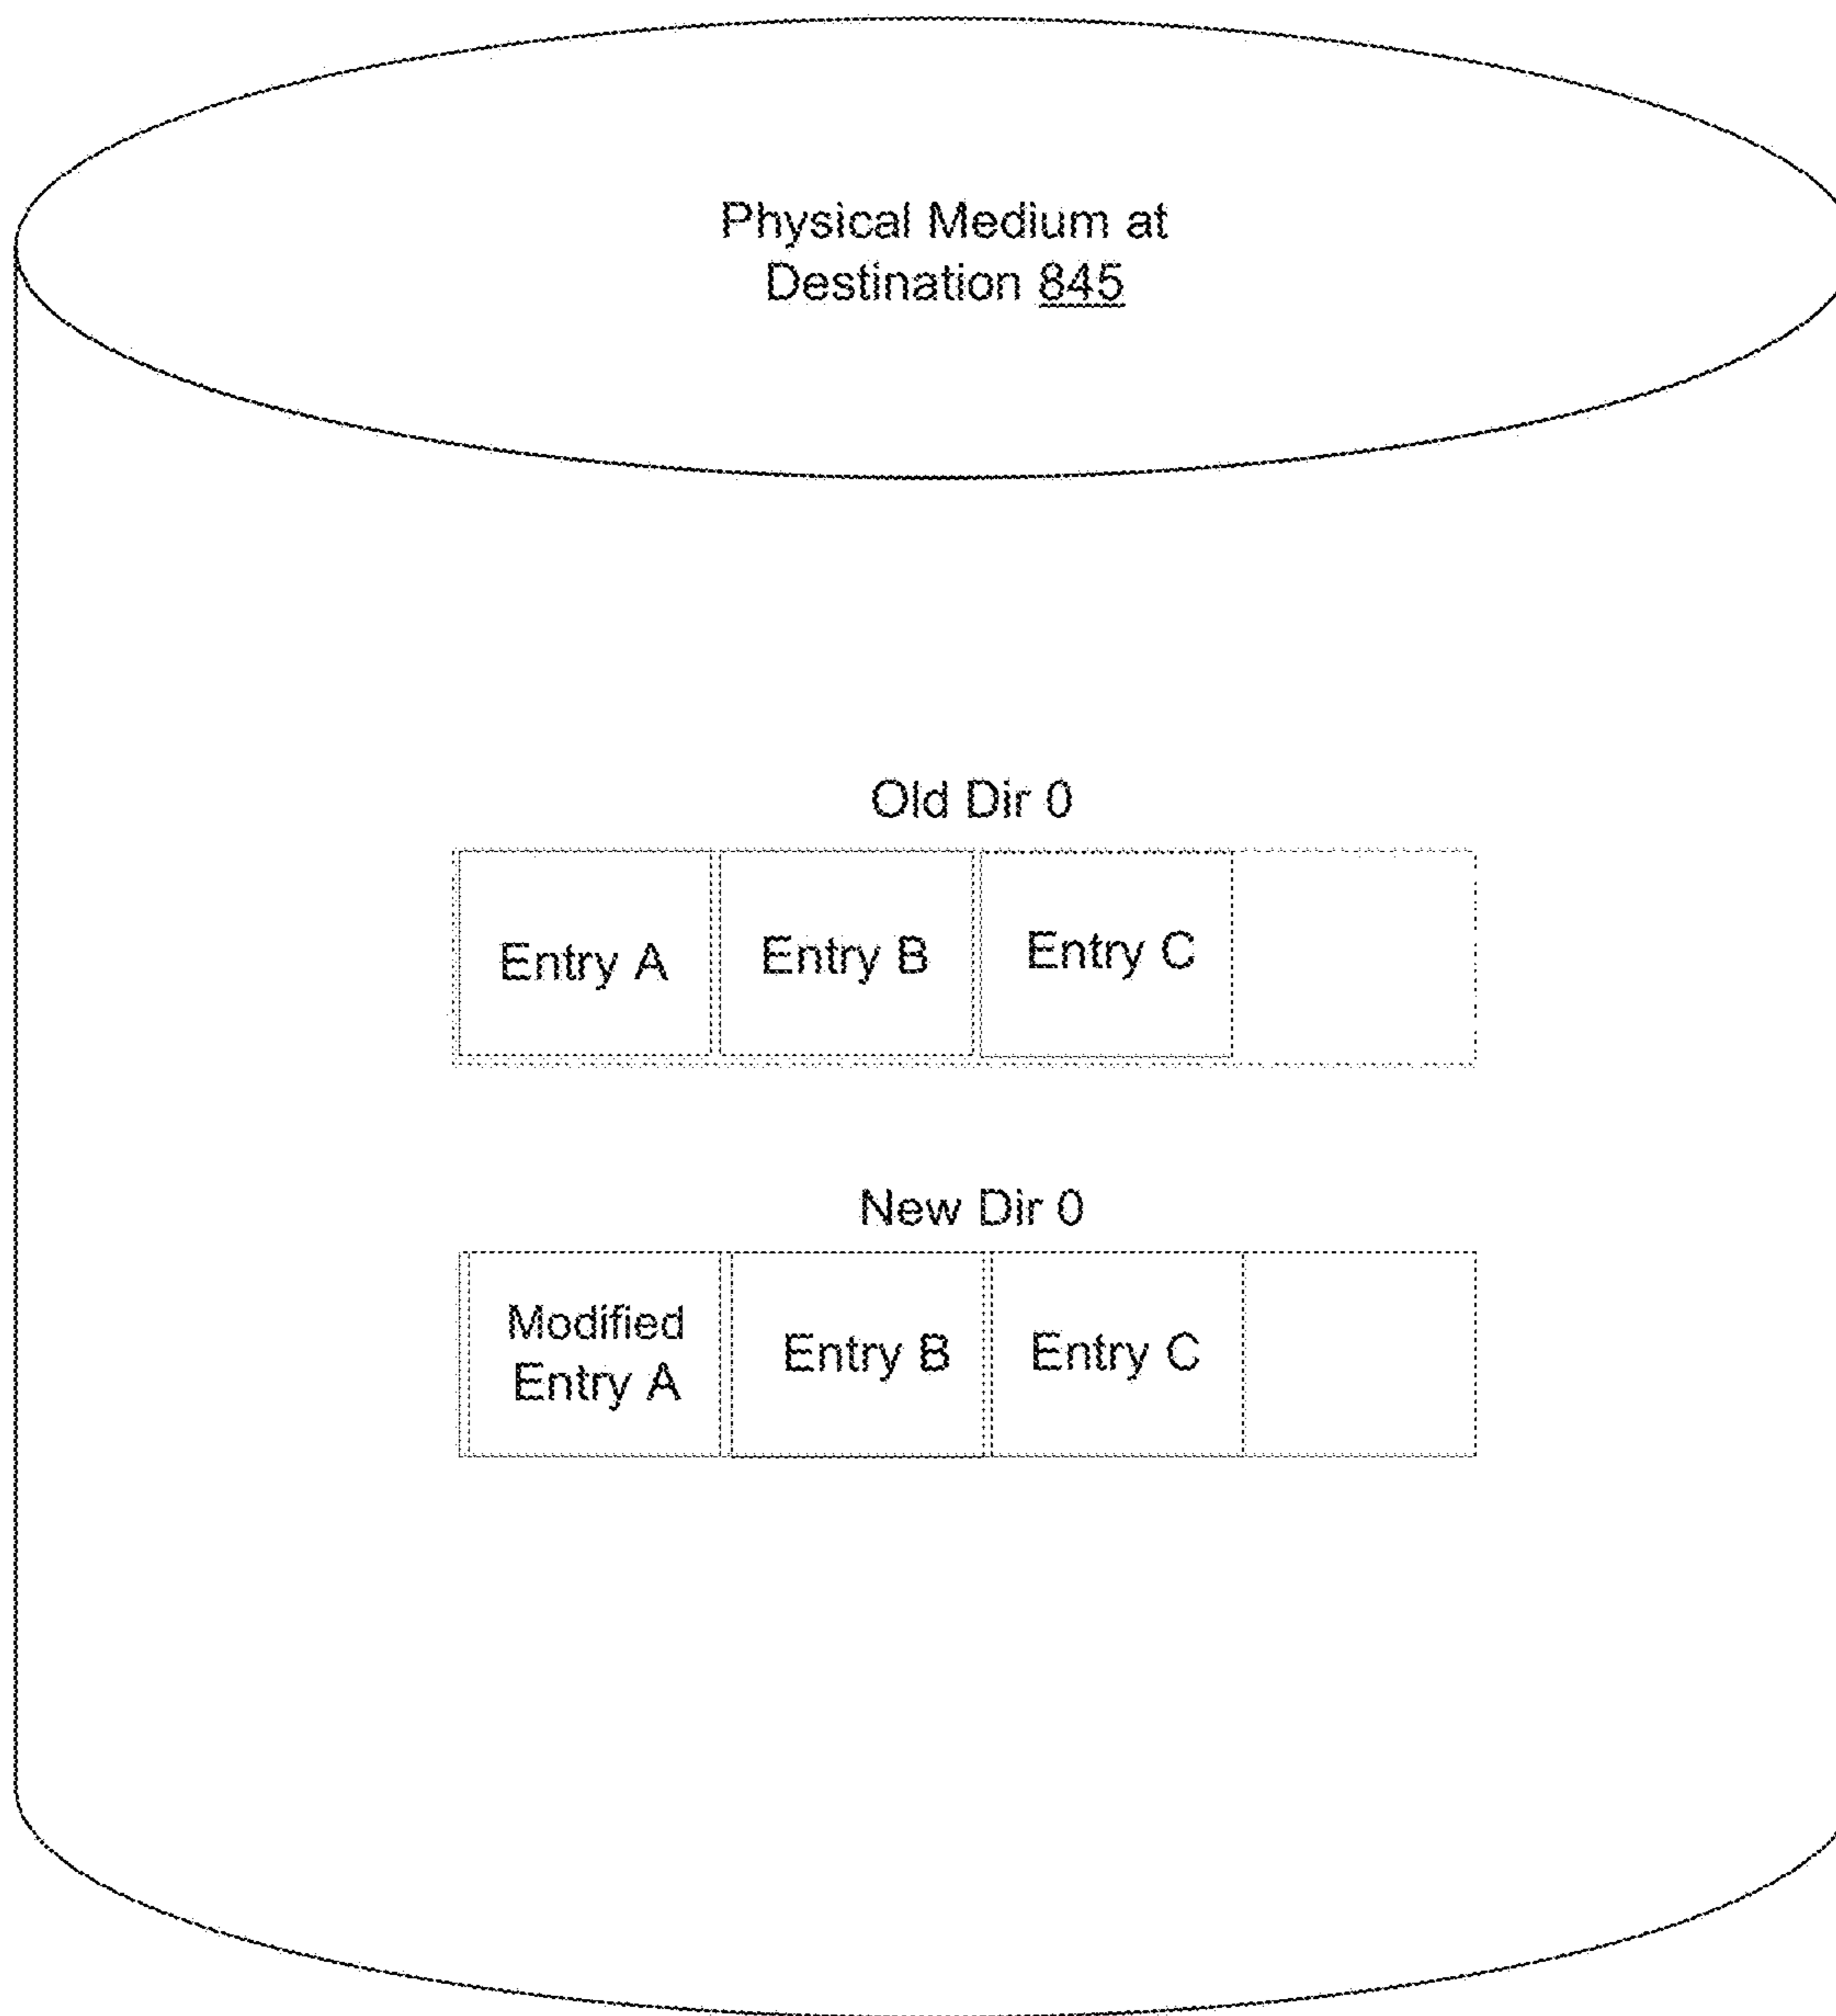 Physical Medium at
Destination 845
Old Dir 0
Entry A
Entry B
Entry C
New Dir 0
Modified
Entry A
Entry B
Entry C